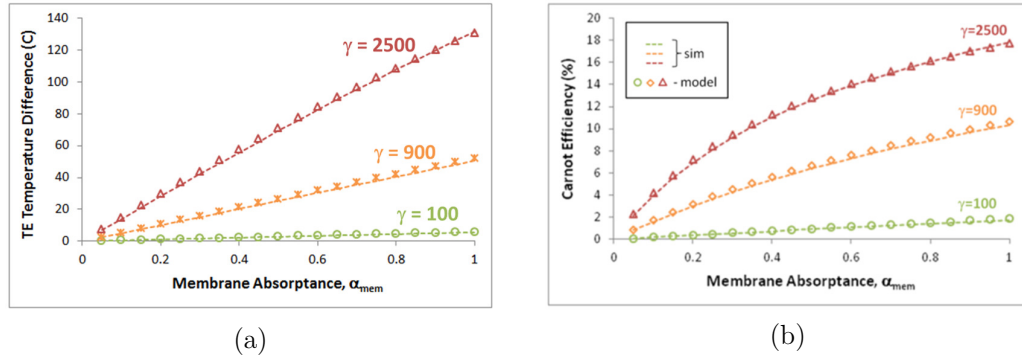 TE Temperature Difference (C)
140
120
100
80
60
40
20
0
γ = 2500
γ = 900
γ = 100
0
0.2
0.4
0.6
0.8
1
Membrane Absorptance, αmem
(a)
Carnot Efficiency (%)
20
18
16
14
12
10
8
6
4
2
0
sim
- model
γ=2500
γ=900
γ=100
0
0.2
0.4
0.6
0.8
1
Membrane Absorptance, αmem
(b)